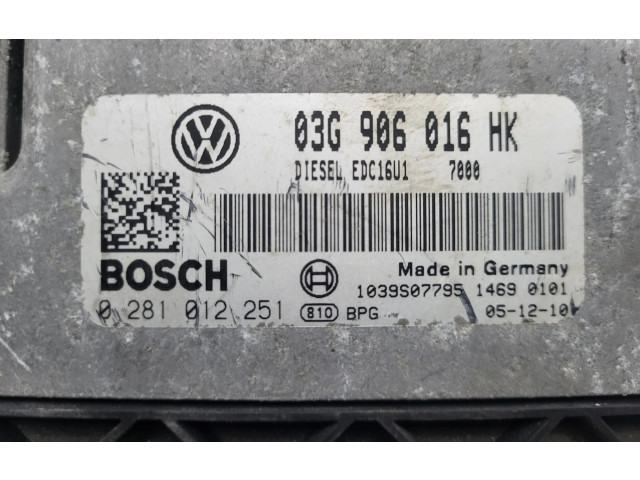 03G 906 016 HK
DIESEL EDC16U1 7000
BOSCH
Made in Germany
1039S07795 1469 0101
0 281 012 251 810 BPG 05-12-10